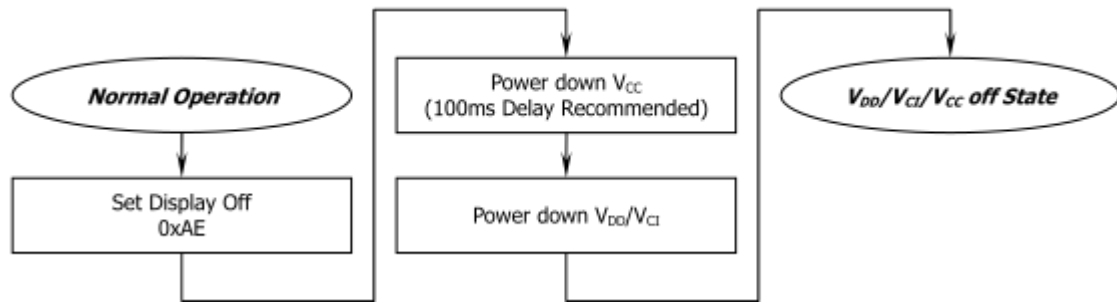 Normal Operation
Set Display Off
0xAE
Power down VCC
(100ms Delay Recommended)
Power down VDD/VCI
VDD/VCI/VCC off State